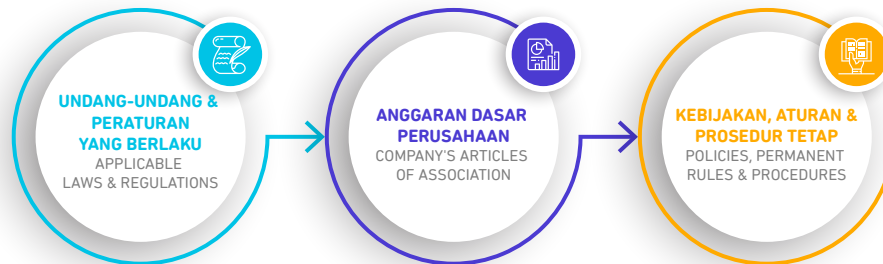 UNDANG-UNDANG &
PERATURAN
YANG BERLAKU
APPLICABLE
LAWS & REGULATIONS
ANGGARAN DASAR
PERUSAHAAN
COMPANY'S ARTICLES
OF ASSOCIATION
KEBIJAKAN, ATURAN &
PROSEDUR TETAP
POLICIES, PERMANENT
RULES & PROCEDURES